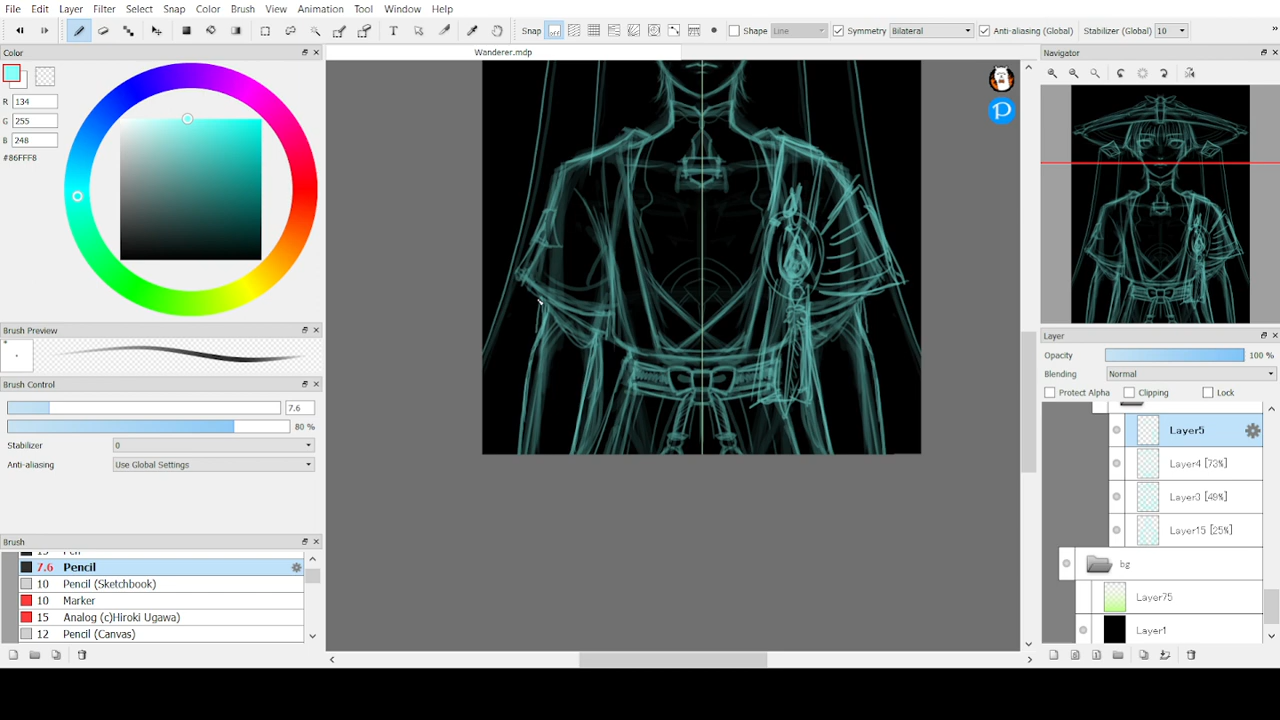 File Edit Layer Filter Select Snap Color Brush View Animation Tool Window Help
Snap Shape Line Symmetry Bilateral Anti-aliasing (Global) Stabilizer (Global) 10
Color
Wanderer.mdp
Navigator
R 134
G 255
B 248
#86FFF8
Brush Preview
*
Brush Control
7.6
80 %
Stabilizer 0
Anti-aliasing Use Global Settings
Brush
7.6 Pencil
10 Pencil (Sketchbook)
10 Marker
15 Analog (c)Hiroki Ugawa)
12 Pencil (Canvas)
Layer
Opacity 100 %
Blending Normal
Protect Alpha Clipping Lock
Layer5
Layer4 [73%]
Layer3 [49%]
Layer15 [25%]
bg
Layer75
Layer1